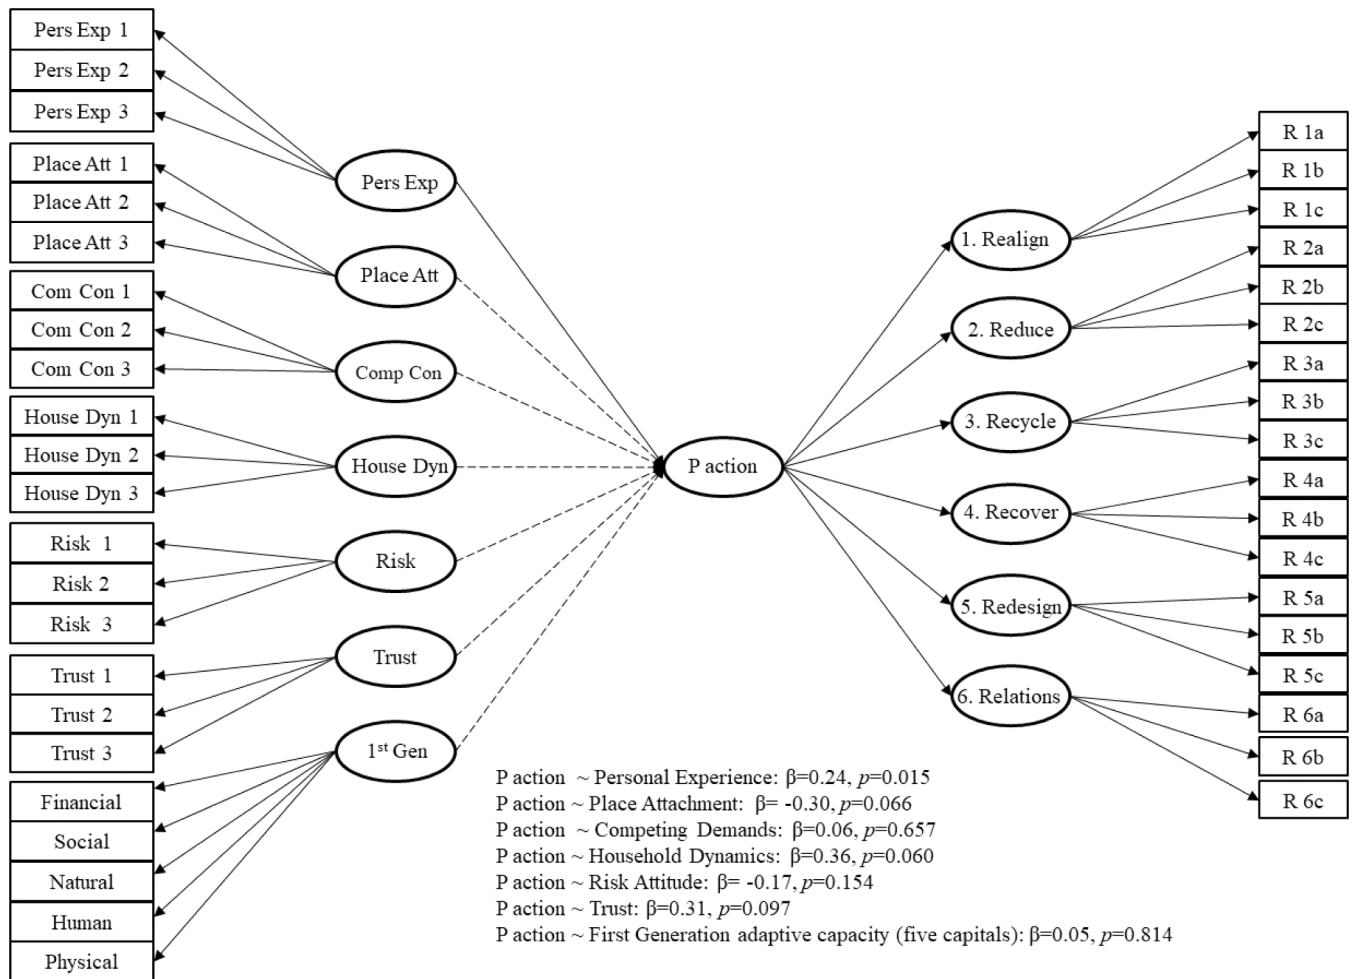 Pers Exp 1
Pers Exp 2
Pers Exp 3
Place Att 1
Place Att 2
Place Att 3
Com Con 1
Com Con 2
Com Con 3
House Dyn 1
House Dyn 2
House Dyn 3
Risk 1
Risk 2
Risk 3
Trust 1
Trust 2
Trust 3
Financial
Social
Natural
Human
Physical
Pers Exp
Place Att
Comp Con
House Dyn
Risk
Trust
1st Gen
P action
1. Realign
2. Reduce
3. Recycle
4. Recover
5. Redesign
6. Relations
R 1a
R 1b
R 1c
R 2a
R 2b
R 2c
R 3a
R 3b
R 3c
R 4a
R 4b
R 4c
R 5a
R 5b
R 5c
R 6a
R 6b
R 6c
P action ~ Personal Experience: β=0.24, p=0.015
P action ~ Place Attachment: β= -0.30, p=0.066
P action ~ Competing Demands: β=0.06, p=0.657
P action ~ Household Dynamics: β=0.36, p=0.060
P action ~ Risk Attitude: β= -0.17, p=0.154
P action ~ Trust: β=0.31, p=0.097
P action ~ First Generation adaptive capacity (five capitals): β=0.05, p=0.814